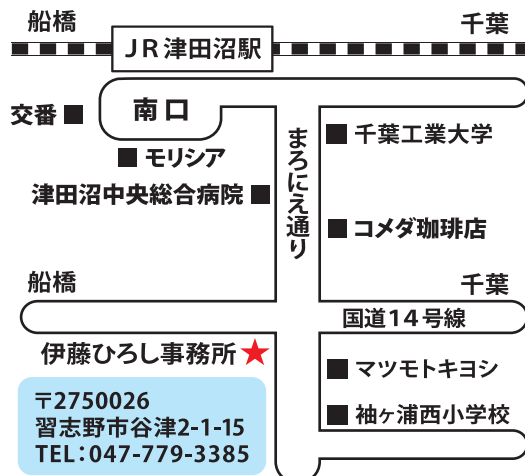 船橋
千葉
JR津田沼駅
交番
南口
千葉工業大学
モリシア
まろにえ通り
津田沼中央総合病院
コメダ珈琲店
船橋
千葉
国道14号線
伊藤ひろし事務所
マツモトキヨシ
〒2750026
習志野市谷津2-1-15
TEL:047-779-3385
袖ヶ浦西小学校